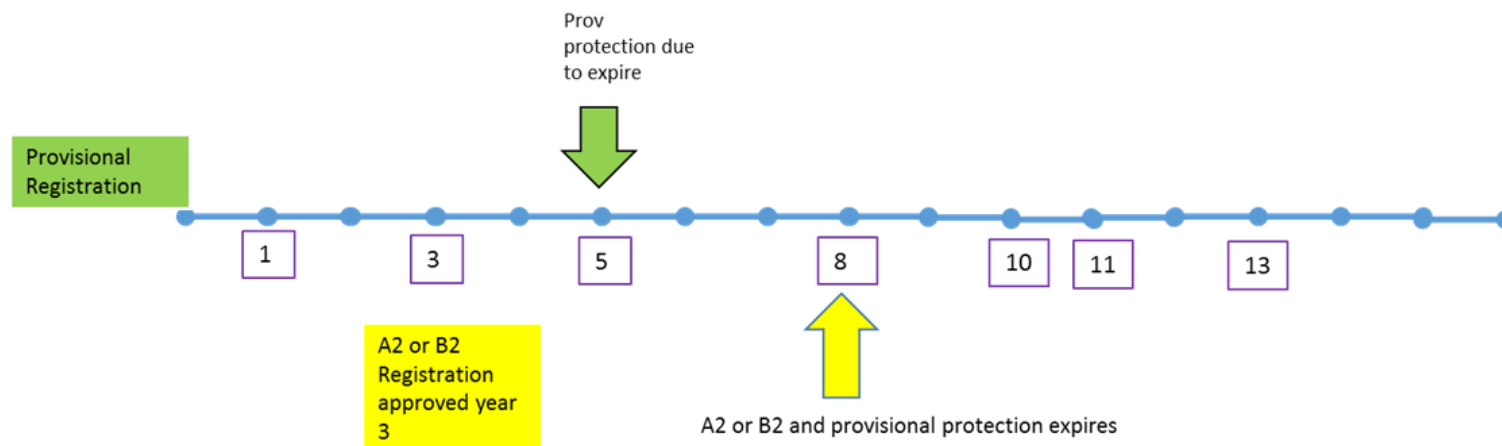 Prov
protection due
to expire
Provisional
Registration
1
3
5
8
10
11
13
A2 or B2
Registration
approved year
3
A2 or B2 and provisional protection expires